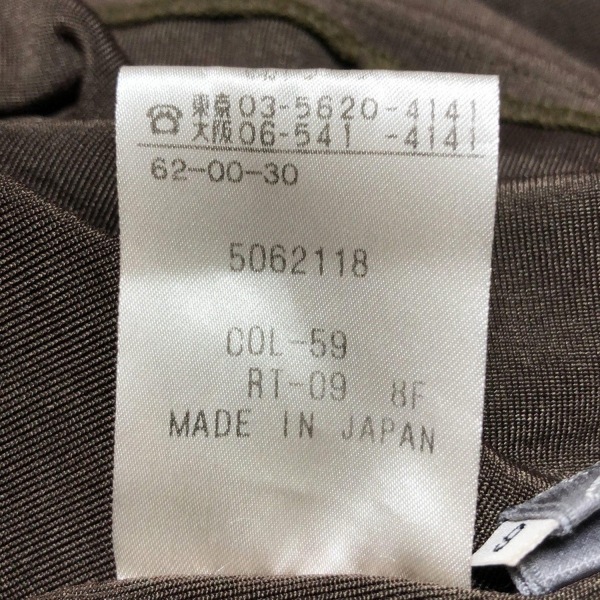 ☎東京03-5620-4141
大阪06-541 -4141
62-00-30
5062118
COL-59
RT-09 8F
MADE IN JAPAN
9